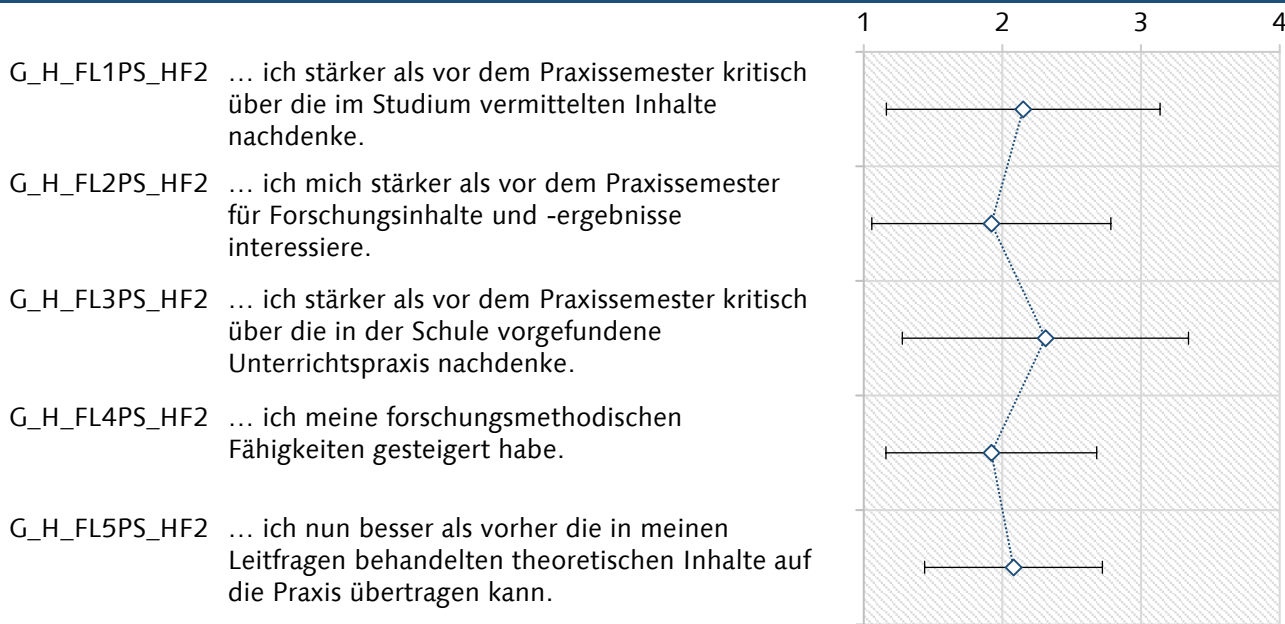 1 2 3 4
G_H_FL1PS_HF2 … ich stärker als vor dem Praxissemester kritisch
über die im Studium vermittelten Inhalte
nachdenke.
G_H_FL2PS_HF2 … ich mich stärker als vor dem Praxissemester
für Forschungsinhalte und -ergebnisse
interessiere.
G_H_FL3PS_HF2 … ich stärker als vor dem Praxissemester kritisch
über die in der Schule vorgefundene
Unterrichtspraxis nachdenke.
G_H_FL4PS_HF2 … ich meine forschungsmethodischen
Fähigkeiten gesteigert habe.
G_H_FL5PS_HF2 … ich nun besser als vorher die in meinen
Leitfragen behandelten theoretischen Inhalte auf
die Praxis übertragen kann.